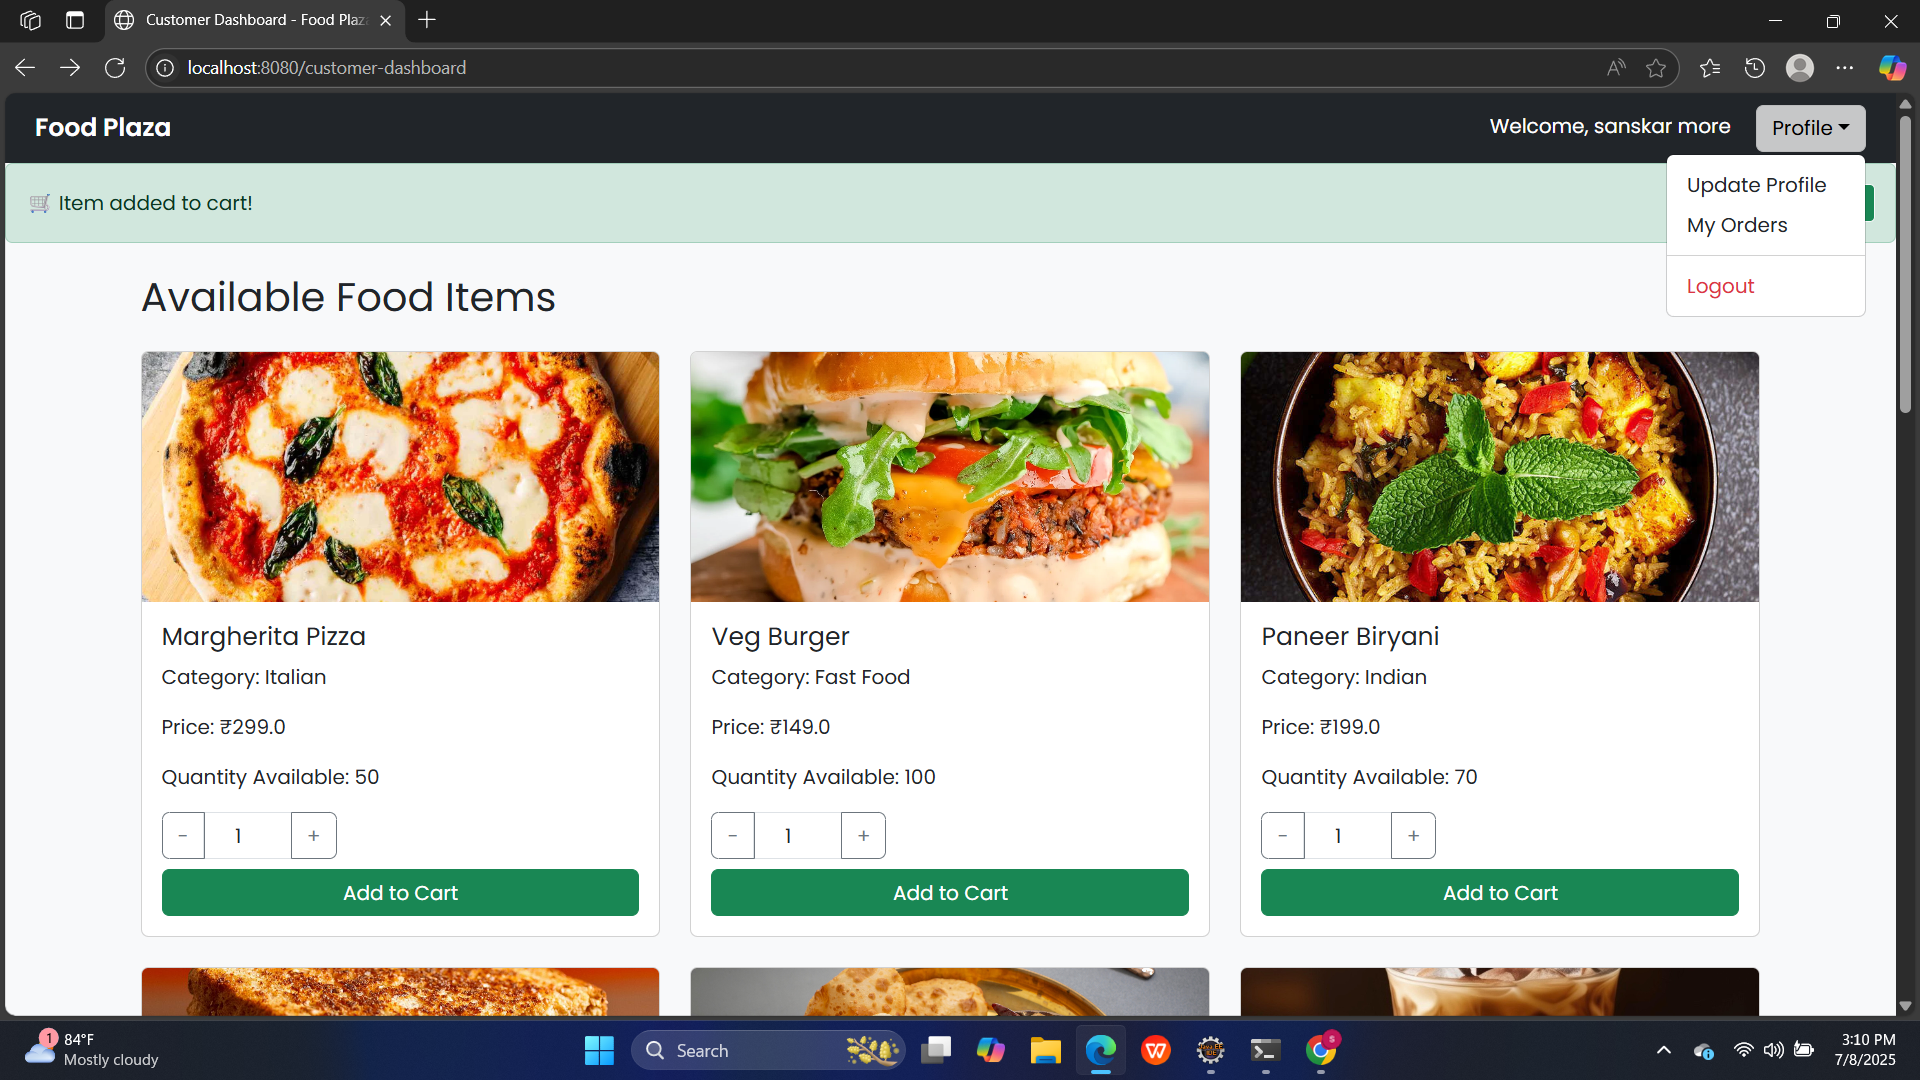 Customer Dashboard - Food Plaz
localhost:8080/customer-dashboard
Food Plaza
Welcome, sanskar more
Profile
Update Profile
My Orders
Logout
Item added to cart!
Available Food Items
Margherita Pizza
Category: Italian
Price: ₹299.0
Quantity Available: 50
- 1 +
Add to Cart
Veg Burger
Category: Fast Food
Price: ₹149.0
Quantity Available: 100
- 1 +
Add to Cart
Paneer Biryani
Category: Indian
Price: ₹199.0
Quantity Available: 70
- 1 +
Add to Cart
1
84°F
Mostly cloudy
Search
3:10 PM
7/8/2025